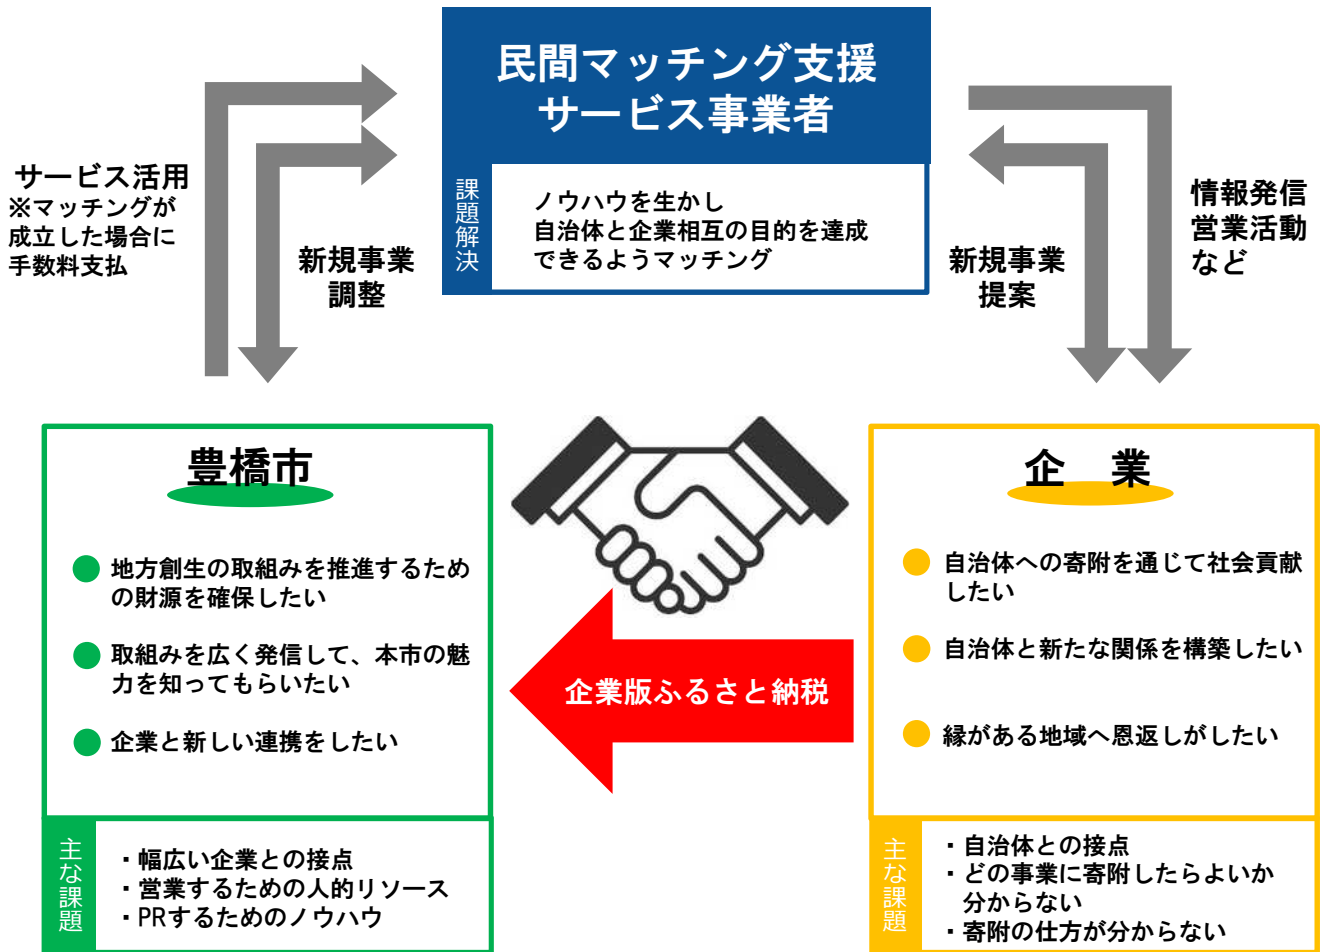 民間マッチング支援
サービス事業者
課題解決
ノウハウを生かし
自治体と企業相互の目的を達成
できるようマッチング
サービス活用
※マッチングが
成立した場合に
手数料支払
新規事業
調整
新規事業
提案
情報発信
営業活動
など
豊橋市
地方創生の取組みを推進するため
の財源を確保したい
取組みを広く発信して、本市の魅
力を知ってもらいたい
企業と新しい連携をしたい
主な課題
・幅広い企業との接点
・営業するための人的リソース
・PRするためのノウハウ
企業版ふるさと納税
企　業
自治体への寄附を通じて社会貢献
したい
自治体と新たな関係を構築したい
縁がある地域へ恩返しがしたい
主な課題
・自治体との接点
・どの事業に寄附したらよいか
分からない
・寄附の仕方が分からない